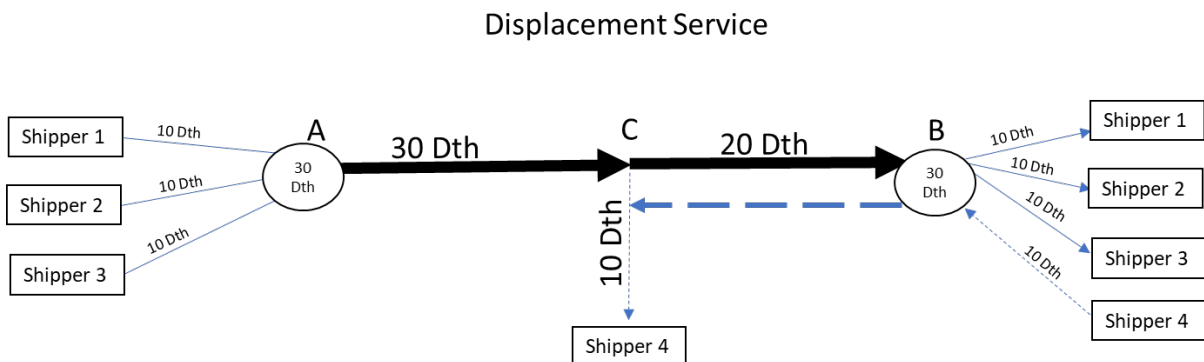 Displacement Service
A
C
B
Shipper 1
10 Dth
30 Dth
20 Dth
10 Dth
Shipper 1
Shipper 2
10 Dth
30
Dth
30
Dth
10 Dth
Shipper 2
Shipper 3
10 Dth
10 Dth
10 Dth
Shipper 3
10 Dth
Shipper 4
Shipper 4